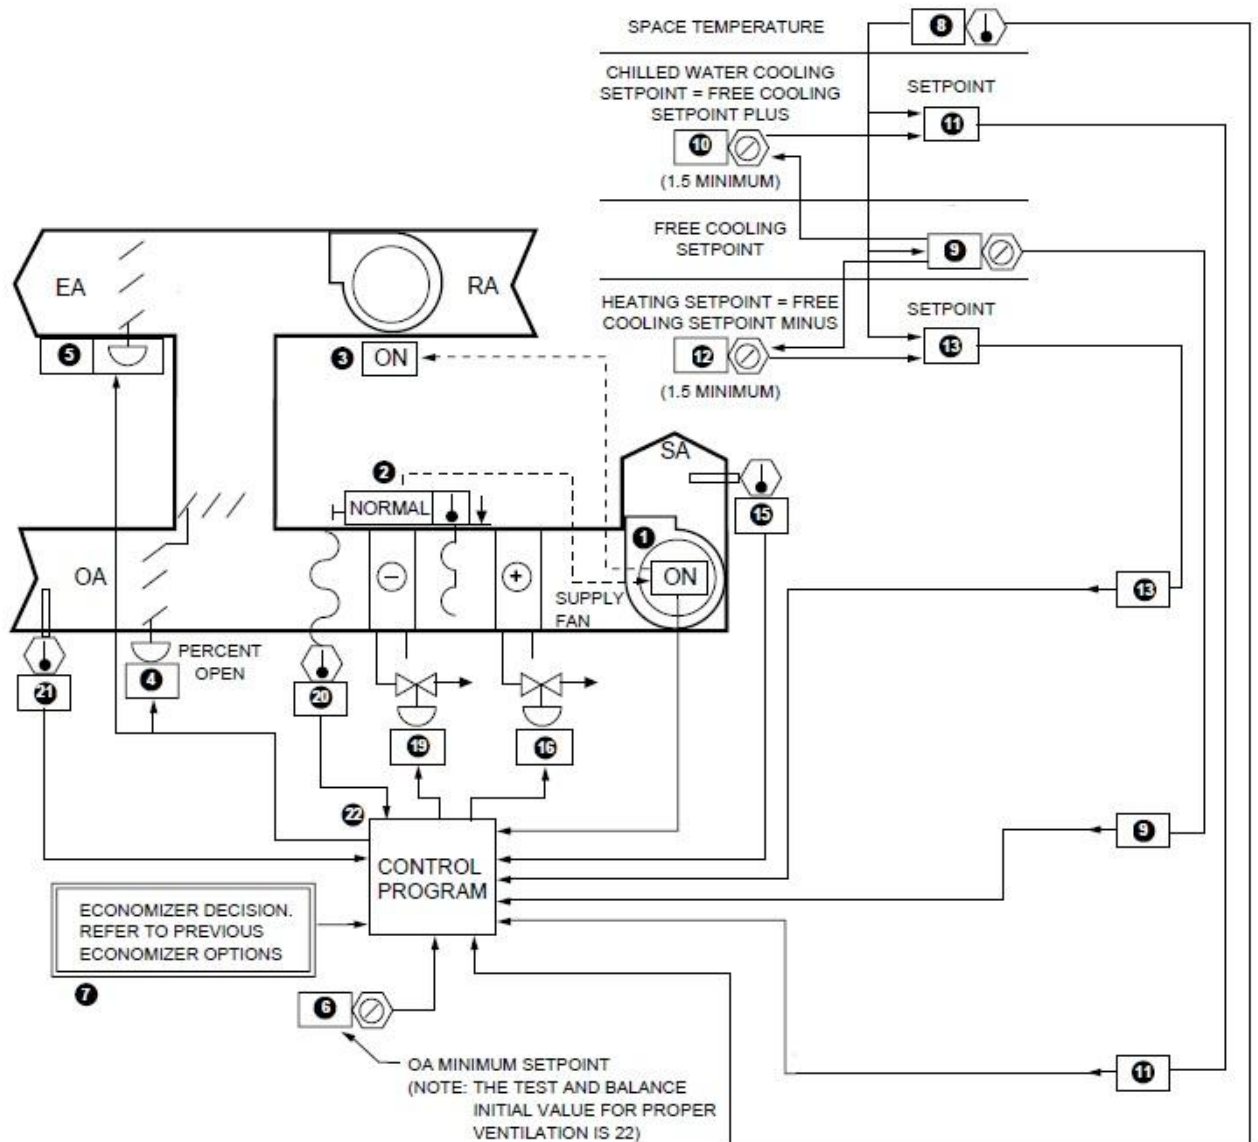 SPACE TEMPERATURE
8
CHILLED WATER COOLING
SETPOINT = FREE COOLING
SETPOINT PLUS
SETPOINT
11
10
(1.5 MINIMUM)
FREE COOLING
SETPOINT
9
HEATING SETPOINT = FREE
COOLING SETPOINT MINUS
SETPOINT
13
12
(1.5 MINIMUM)
EA
RA
5
3
ON
SA
2
NORMAL
15
1
ON
OA
SUPPLY
FAN
13
PERCENT
OPEN
4
21
20
19
16
22
CONTROL
PROGRAM
9
ECONOMIZER DECISION.
REFER TO PREVIOUS
ECONOMIZER OPTIONS
7
6
OA MINIMUM SETPOINT
(NOTE: THE TEST AND BALANCE
INITIAL VALUE FOR PROPER
VENTILATION IS 22)
11